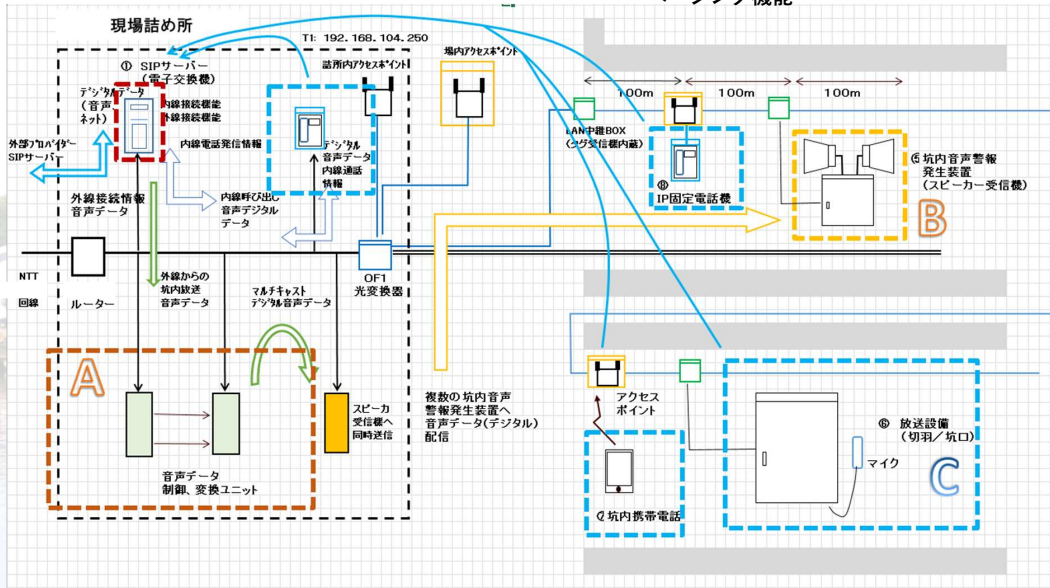 ページング機能
現場詰め所
T1: 192.168.104.250
① SIPサーバー
(電子交換機)
詰所内アクセスポイント
場内アクセスポイント
デジタルデータ
(音声、
ネット)
内線接続機能
外線接続機能
外部プロバイダー
SIPサーバー
内線電話発信情報
デジタル
音声データ
内線通話
情報
外線接続情報
音声データ
内線呼び出し
音声デジタル
データ
100m
100m
100m
LAN中継BOX
(タグ受信機内蔵)
⑧
IP固定電話機
⑤ 坑内音声警報
発生装置
(スピーカー受信機)
B
NTT
回線
ルーター
外線からの
坑内放送
音声データ
マルチキャスト
デジタル音声データ
OF1
光変換器
A
音声データ
制御、変換ユニット
スピーカ
受信機へ
同時送信
複数の坑内音声
警報発生装置へ
音声データ(デジタル)
配信
アクセス
ポイント
⑦ 坑内携帯電話
⑥ 放送設備
(切羽/坑口)
マイク
C